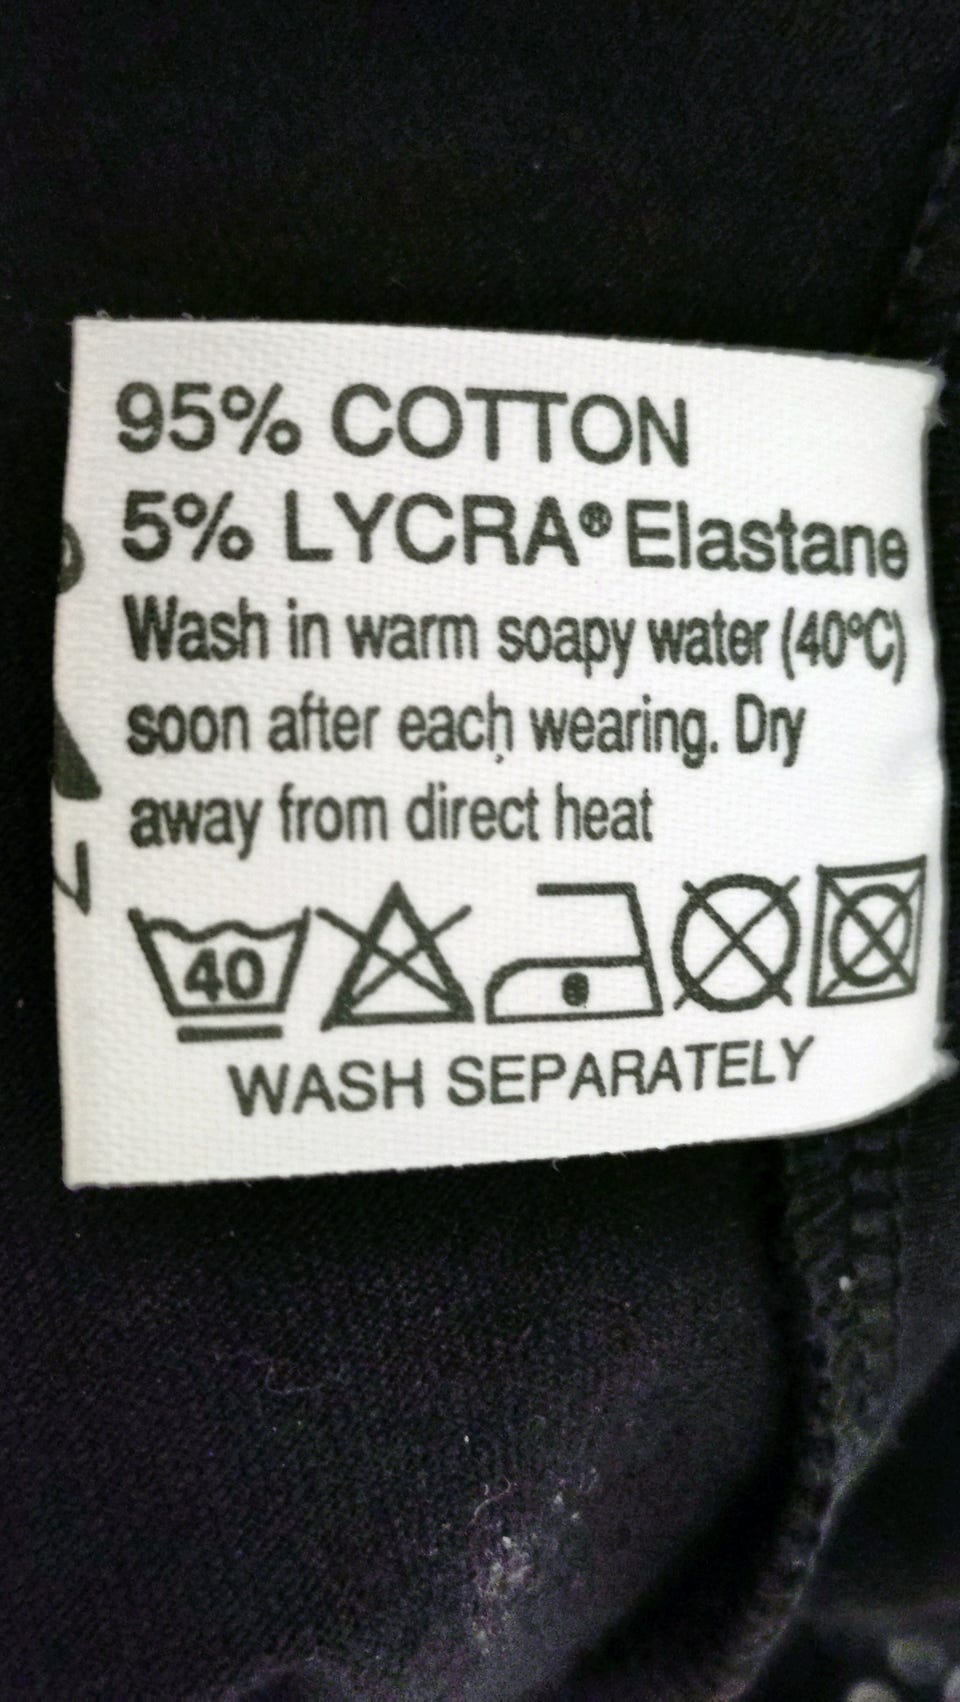 95% COTTON
5% LYCRA® Elastane
Wash in warm soapy water (40°C)
soon after each wearing. Dry
away from direct heat
40
WASH SEPARATELY